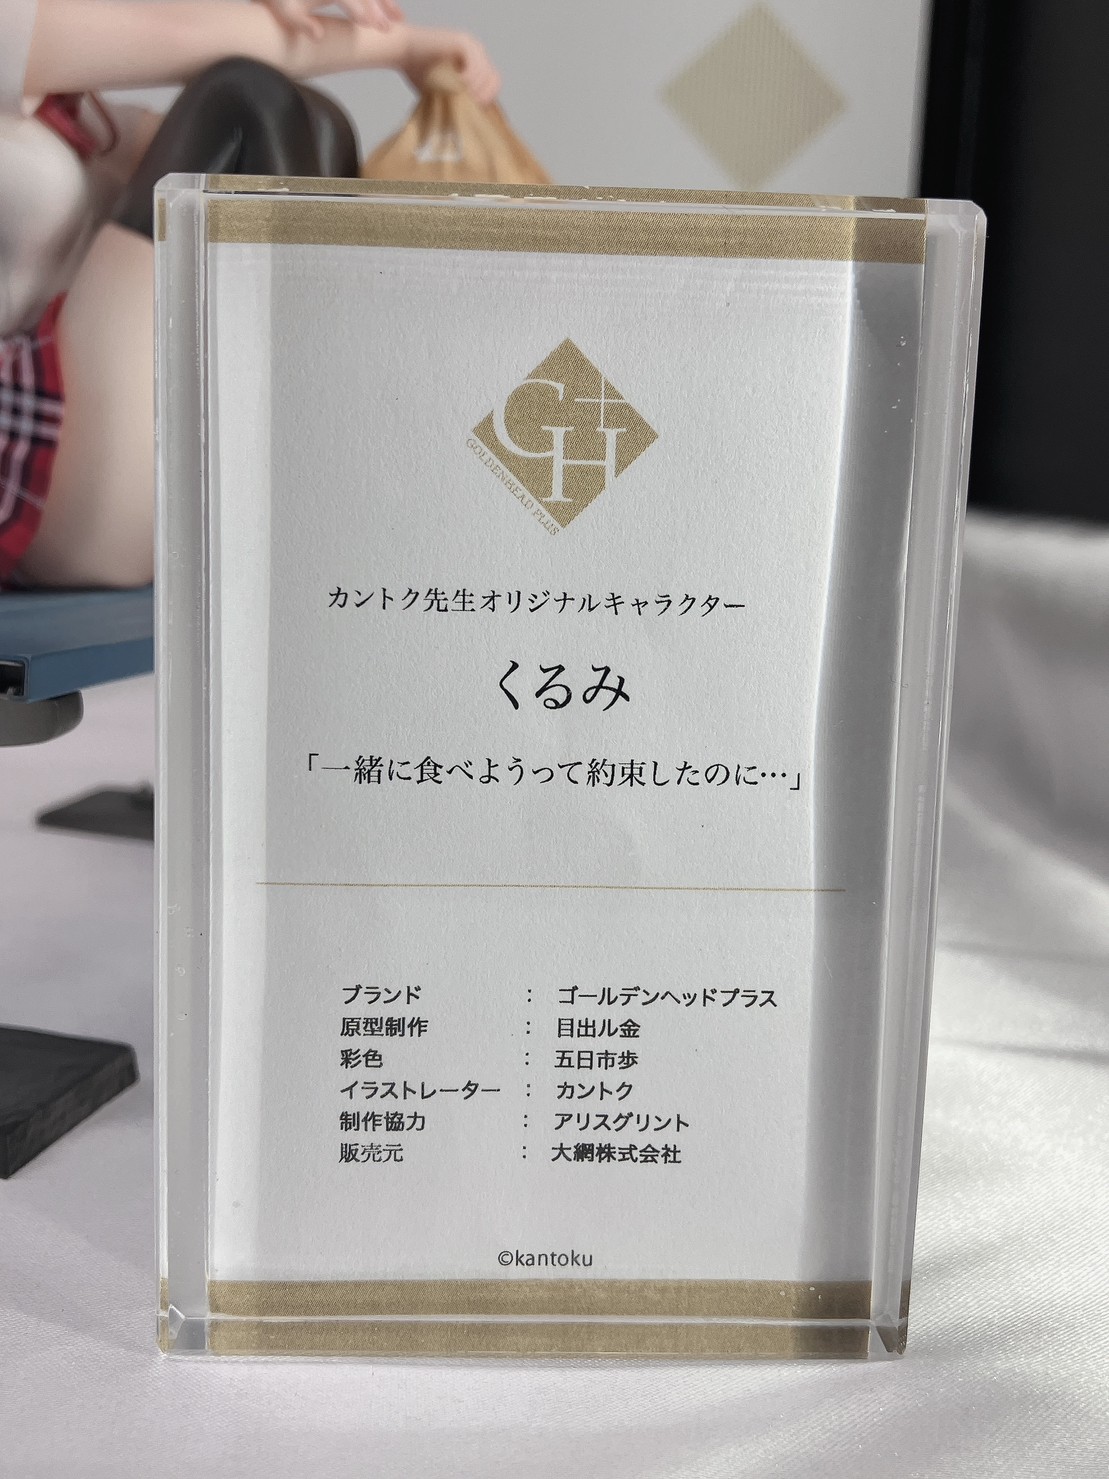 GH+
GOLDENHEAD PLUS
カントク先生オリジナルキャラクター
くるみ
「一緒に食べようって約束したのに…」
ブランド : ゴールデンヘッドプラス
原型制作 : 目出ル金
彩色 : 五日市歩
イラストレーター : カントク
制作協力 : アリスグリント
販売元 : 大網株式会社
©kantoku